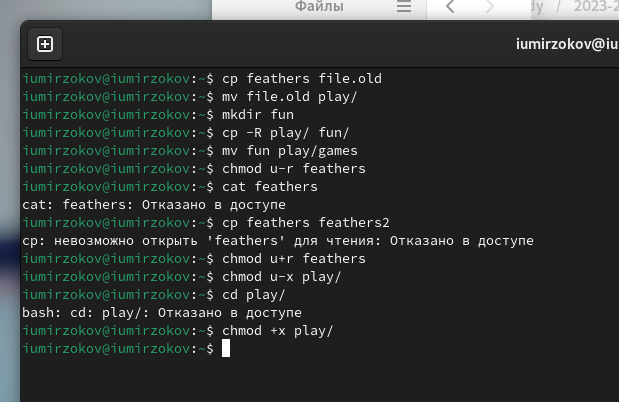 Файлы
dy / 2023-2
iumirzokov@iu
iumirzokov@iumirzokov:~$ cp feathers file.old
iumirzokov@iumirzokov:~$ mv file.old play/
iumirzokov@iumirzokov:~$ mkdir fun
iumirzokov@iumirzokov:~$ cp -R play/ fun/
iumirzokov@iumirzokov:~$ mv fun play/games
iumirzokov@iumirzokov:~$ chmod u-r feathers
iumirzokov@iumirzokov:~$ cat feathers
cat: feathers: Отказано в доступе
iumirzokov@iumirzokov:~$ cp feathers feathers2
cp: невозможно открыть 'feathers' для чтения: Отказано в доступе
iumirzokov@iumirzokov:~$ chmod u+r feathers
iumirzokov@iumirzokov:~$ chmod u-x play/
iumirzokov@iumirzokov:~$ cd play/
bash: cd: play/: Отказано в доступе
iumirzokov@iumirzokov:~$ chmod +x play/
iumirzokov@iumirzokov:~$